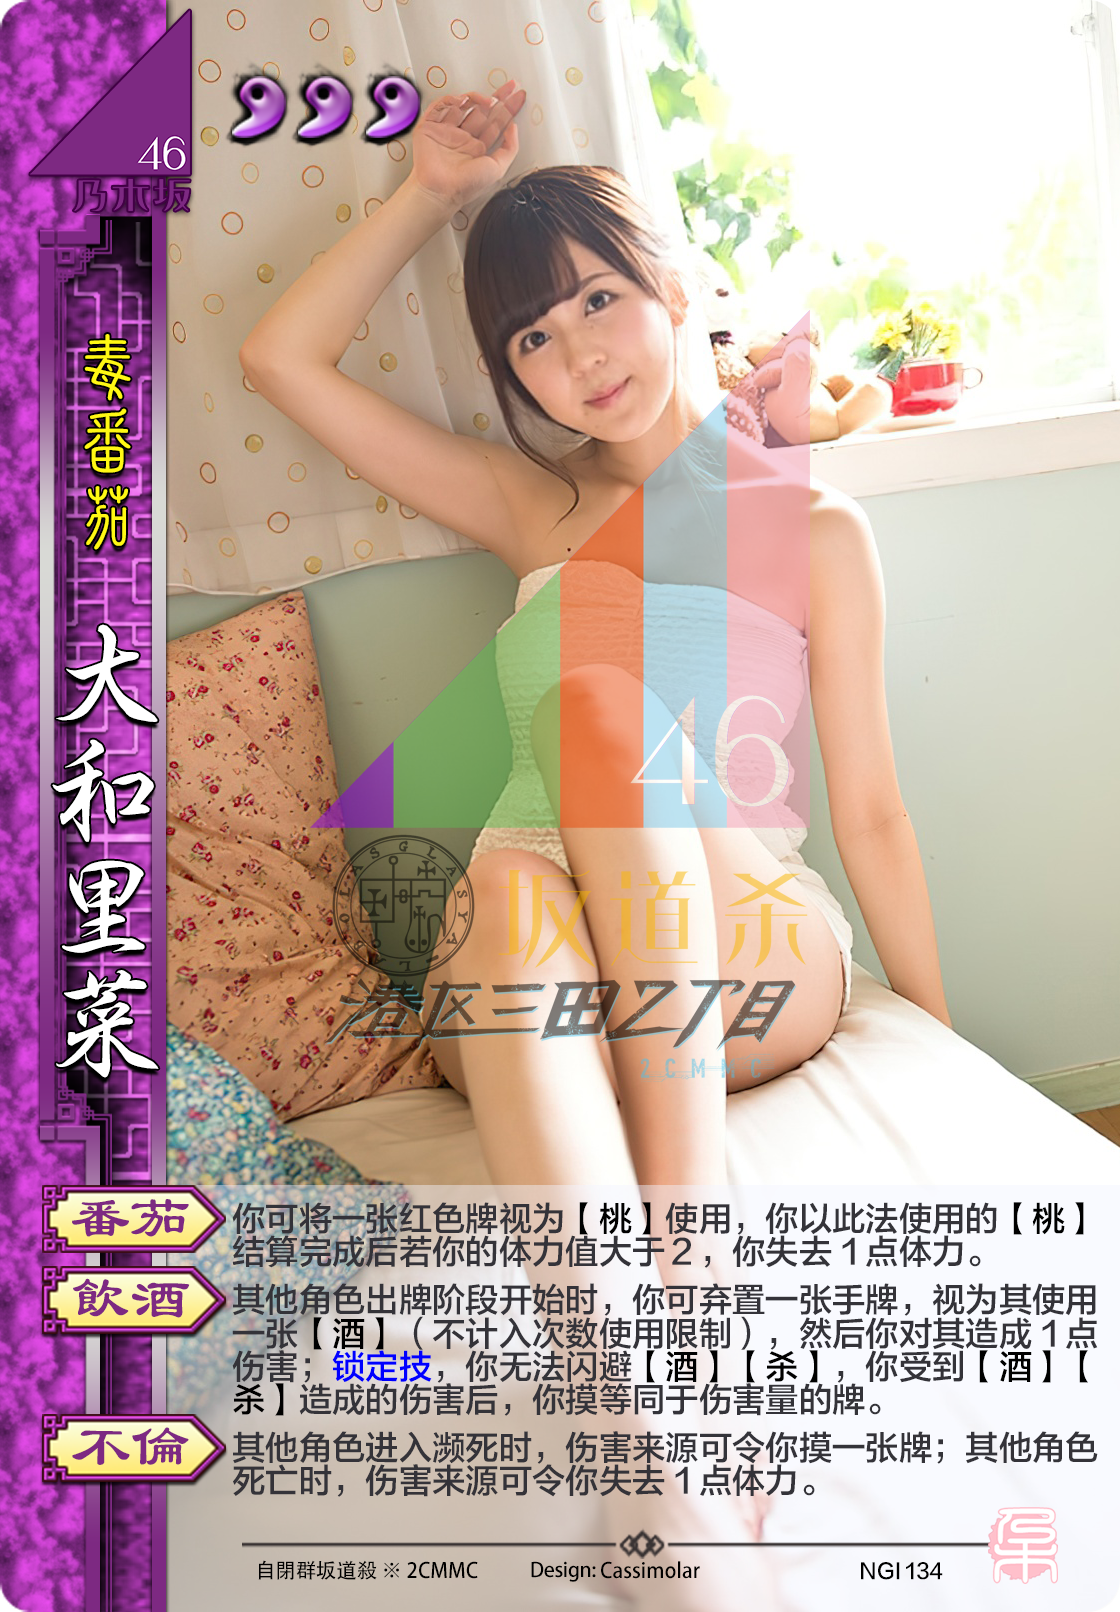 46
乃木坂
毒番茄
大和里菜
46
GLASYALABOLAS
坂道杀
港区三田乙丁目
2CMMC
番茄
你可将一张红色牌视为【桃】使用，你以此法使用的【桃】
结算完成后若你的体力值大于2，你失去1点体力。
飲酒
其他角色出牌阶段开始时，你可弃置一张手牌，视为其使用
一张【酒】（不计入次数使用限制），然后你对其造成1点
伤害；锁定技，你无法闪避【酒】【杀】，你受到【酒】【
杀】造成的伤害后，你摸等同于伤害量的牌。
不倫
其他角色进入濒死时，伤害来源可令你摸一张牌；其他角色
死亡时，伤害来源可令你失去1点体力。
自閉群坂道殺 ※ 2CMMC
Design: Cassimolar
NGI134